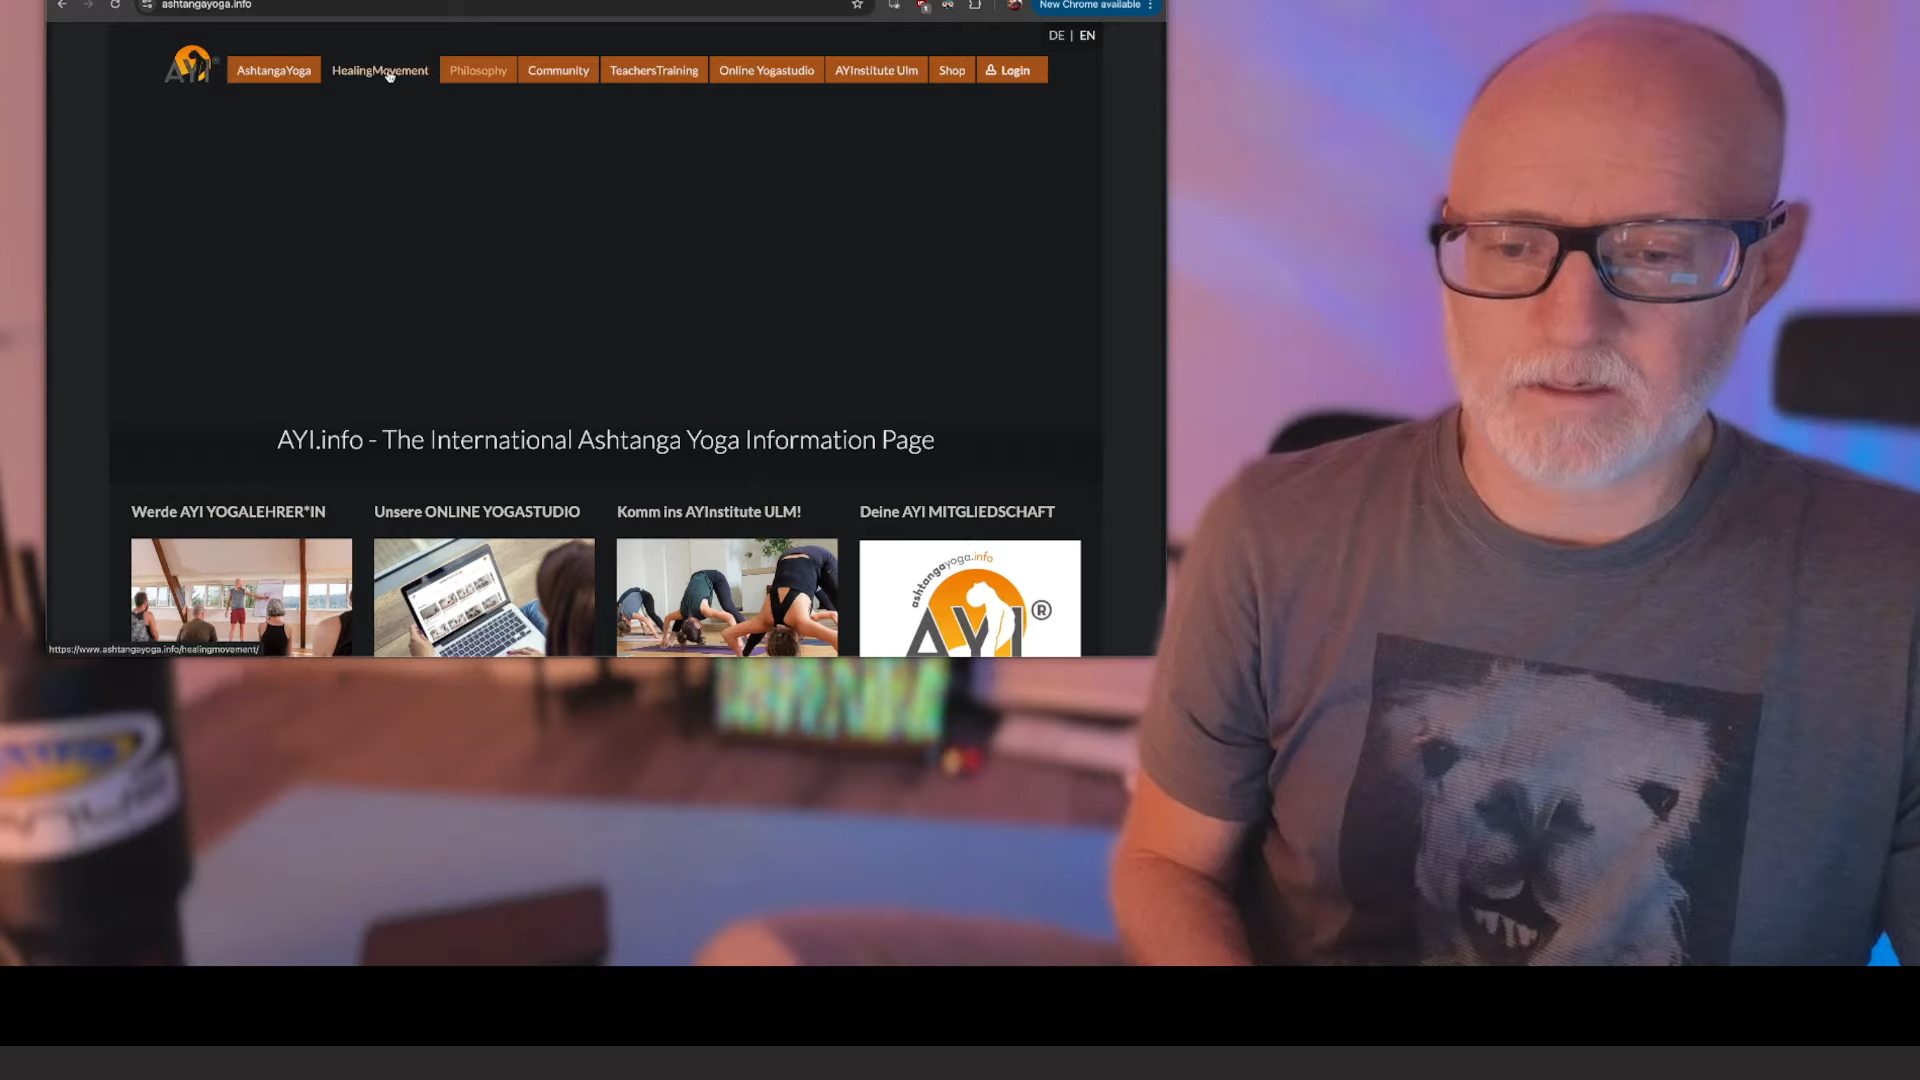 ashtangayoga.info
New Chrome available
DE | EN
AYI®
AshtangaYoga
HealingMovement
Philosophy
Community
TeachersTraining
Online Yogastudio
AYInstitute Ulm
Shop
Login
AYI.info - The International Ashtanga Yoga Information Page
Werde AYI YOGALEHRER*IN
Unsere ONLINE YOGASTUDIO
Komm ins AYInstitute ULM!
Deine AYI MITGLIEDSCHAFT
ashtangayoga.info
AYI®
https://www.ashtangayoga.info/healingmovement/